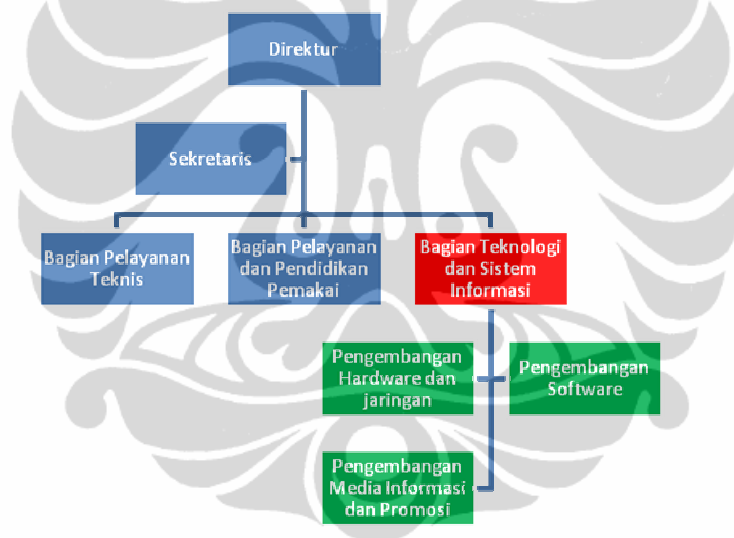 Direktur
Sekretaris
Bagian Pelayanan
Teknis
Bagian Pelayanan
dan Pendidikan
Pemakai
Bagian Teknologi
dan Sistem
Informasi
Pengembangan
Hardware dan
jaringan
Pengembangan
Software
Pengembangan
Media Informasi
dan Promosi